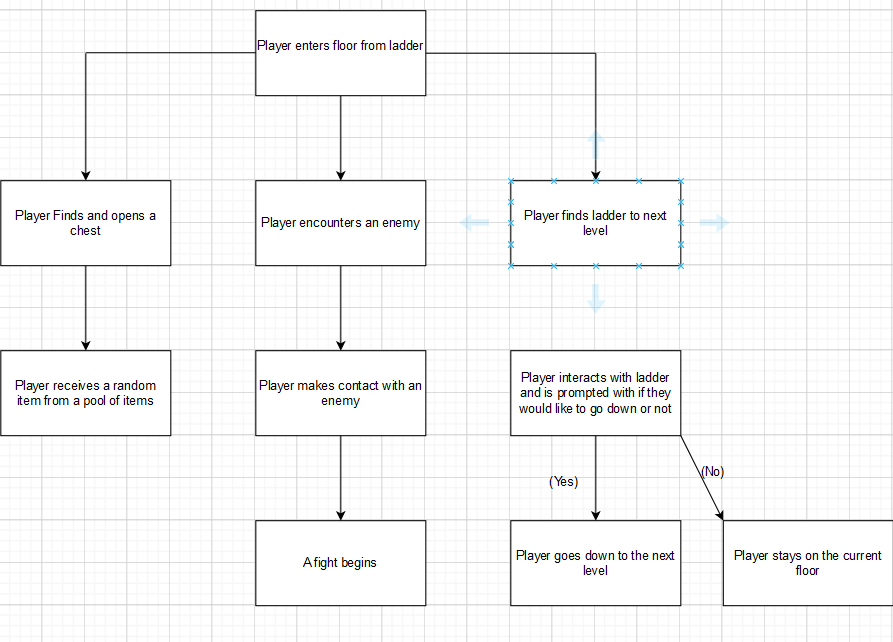 Player enters floor from ladder
Player Finds and opens a
chest
Player encounters an enemy
Player finds ladder to next
level
Player receives a random
item from a pool of items
Player makes contact with an
enemy
Player interacts with ladder
and is prompted with if they
would like to go down or not
(Yes)
(No)
A fight begins
Player goes down to the next
level
Player stays on the current
floor